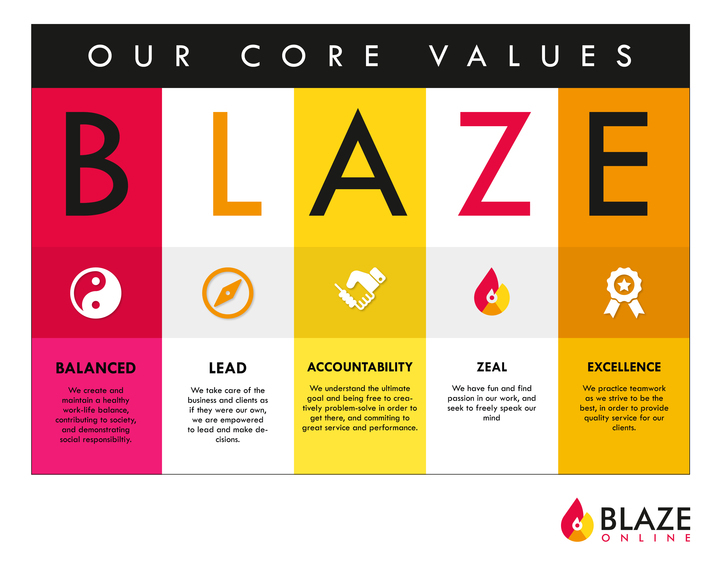 OUR CORE VALUES
B L A Z E
BALANCED
We create and
maintain a healthy
work-life balance,
contributing to society,
and demonstrating
social responsibiltiy.
LEAD
We take care of the
business and clients as
if they were our own,
we are empowered
to lead and make de-
cisions.
ACCOUNTABILITY
We understand the ultimate
goal and being free to crea-
tively problem-solve in order to
get there, and commiting to
great service and performance.
ZEAL
We have fun and find
passion in our work, and
seek to freely speak our
mind
EXCELLENCE
We practice teamwork
as we strive to be the
best, in order to provide
quality service for our
clients.
BLAZE
ONLINE